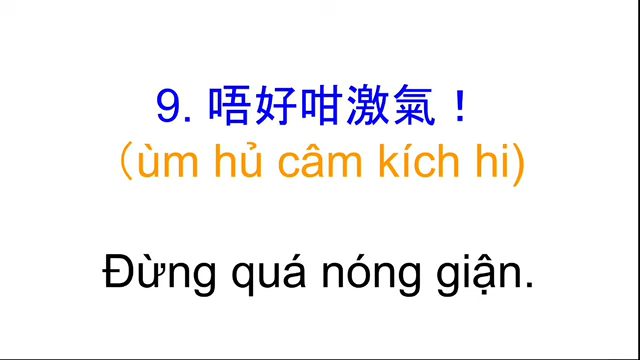 9. 唔好咁激氣！
（ùm hủ câm kích hi)
Đừng quá nóng giận.